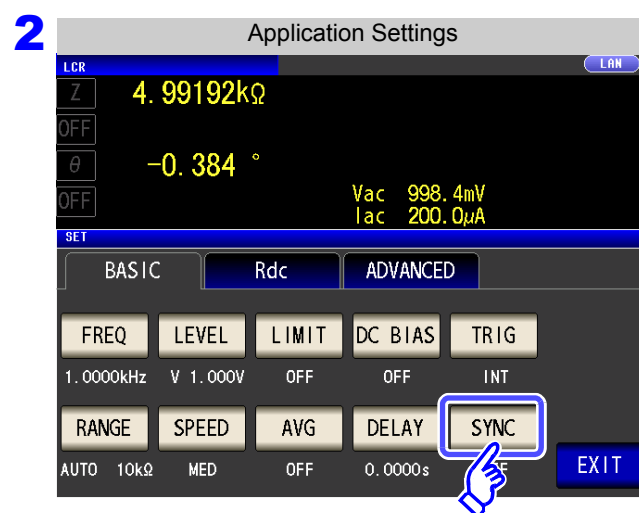 2
Application Settings
LCR LAN
Z 4.99192kΩ
OFF
θ -0.384 °
OFF Vac 998.4mV
Iac 200.0μA
SET
BASIC Rdc ADVANCED
FREQ LEVEL LIMIT DC BIAS TRIG
1.0000kHz V 1.000V OFF OFF INT
RANGE SPEED AVG DELAY SYNC
AUTO 10kΩ MED OFF 0.0000s
EXIT